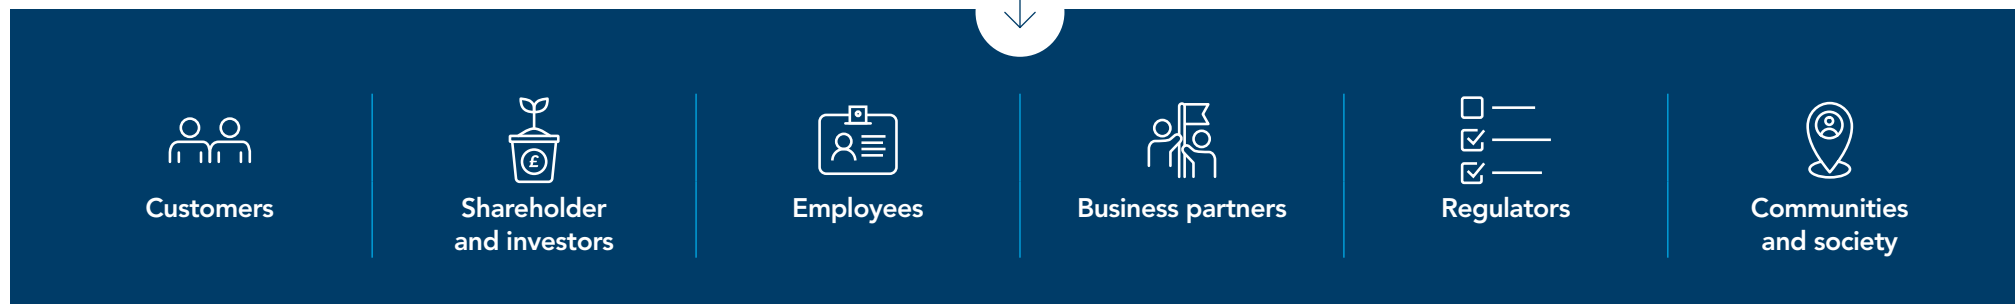 £
Customers
Shareholder
and investors
Employees
Business partners
Regulators
Communities
and society